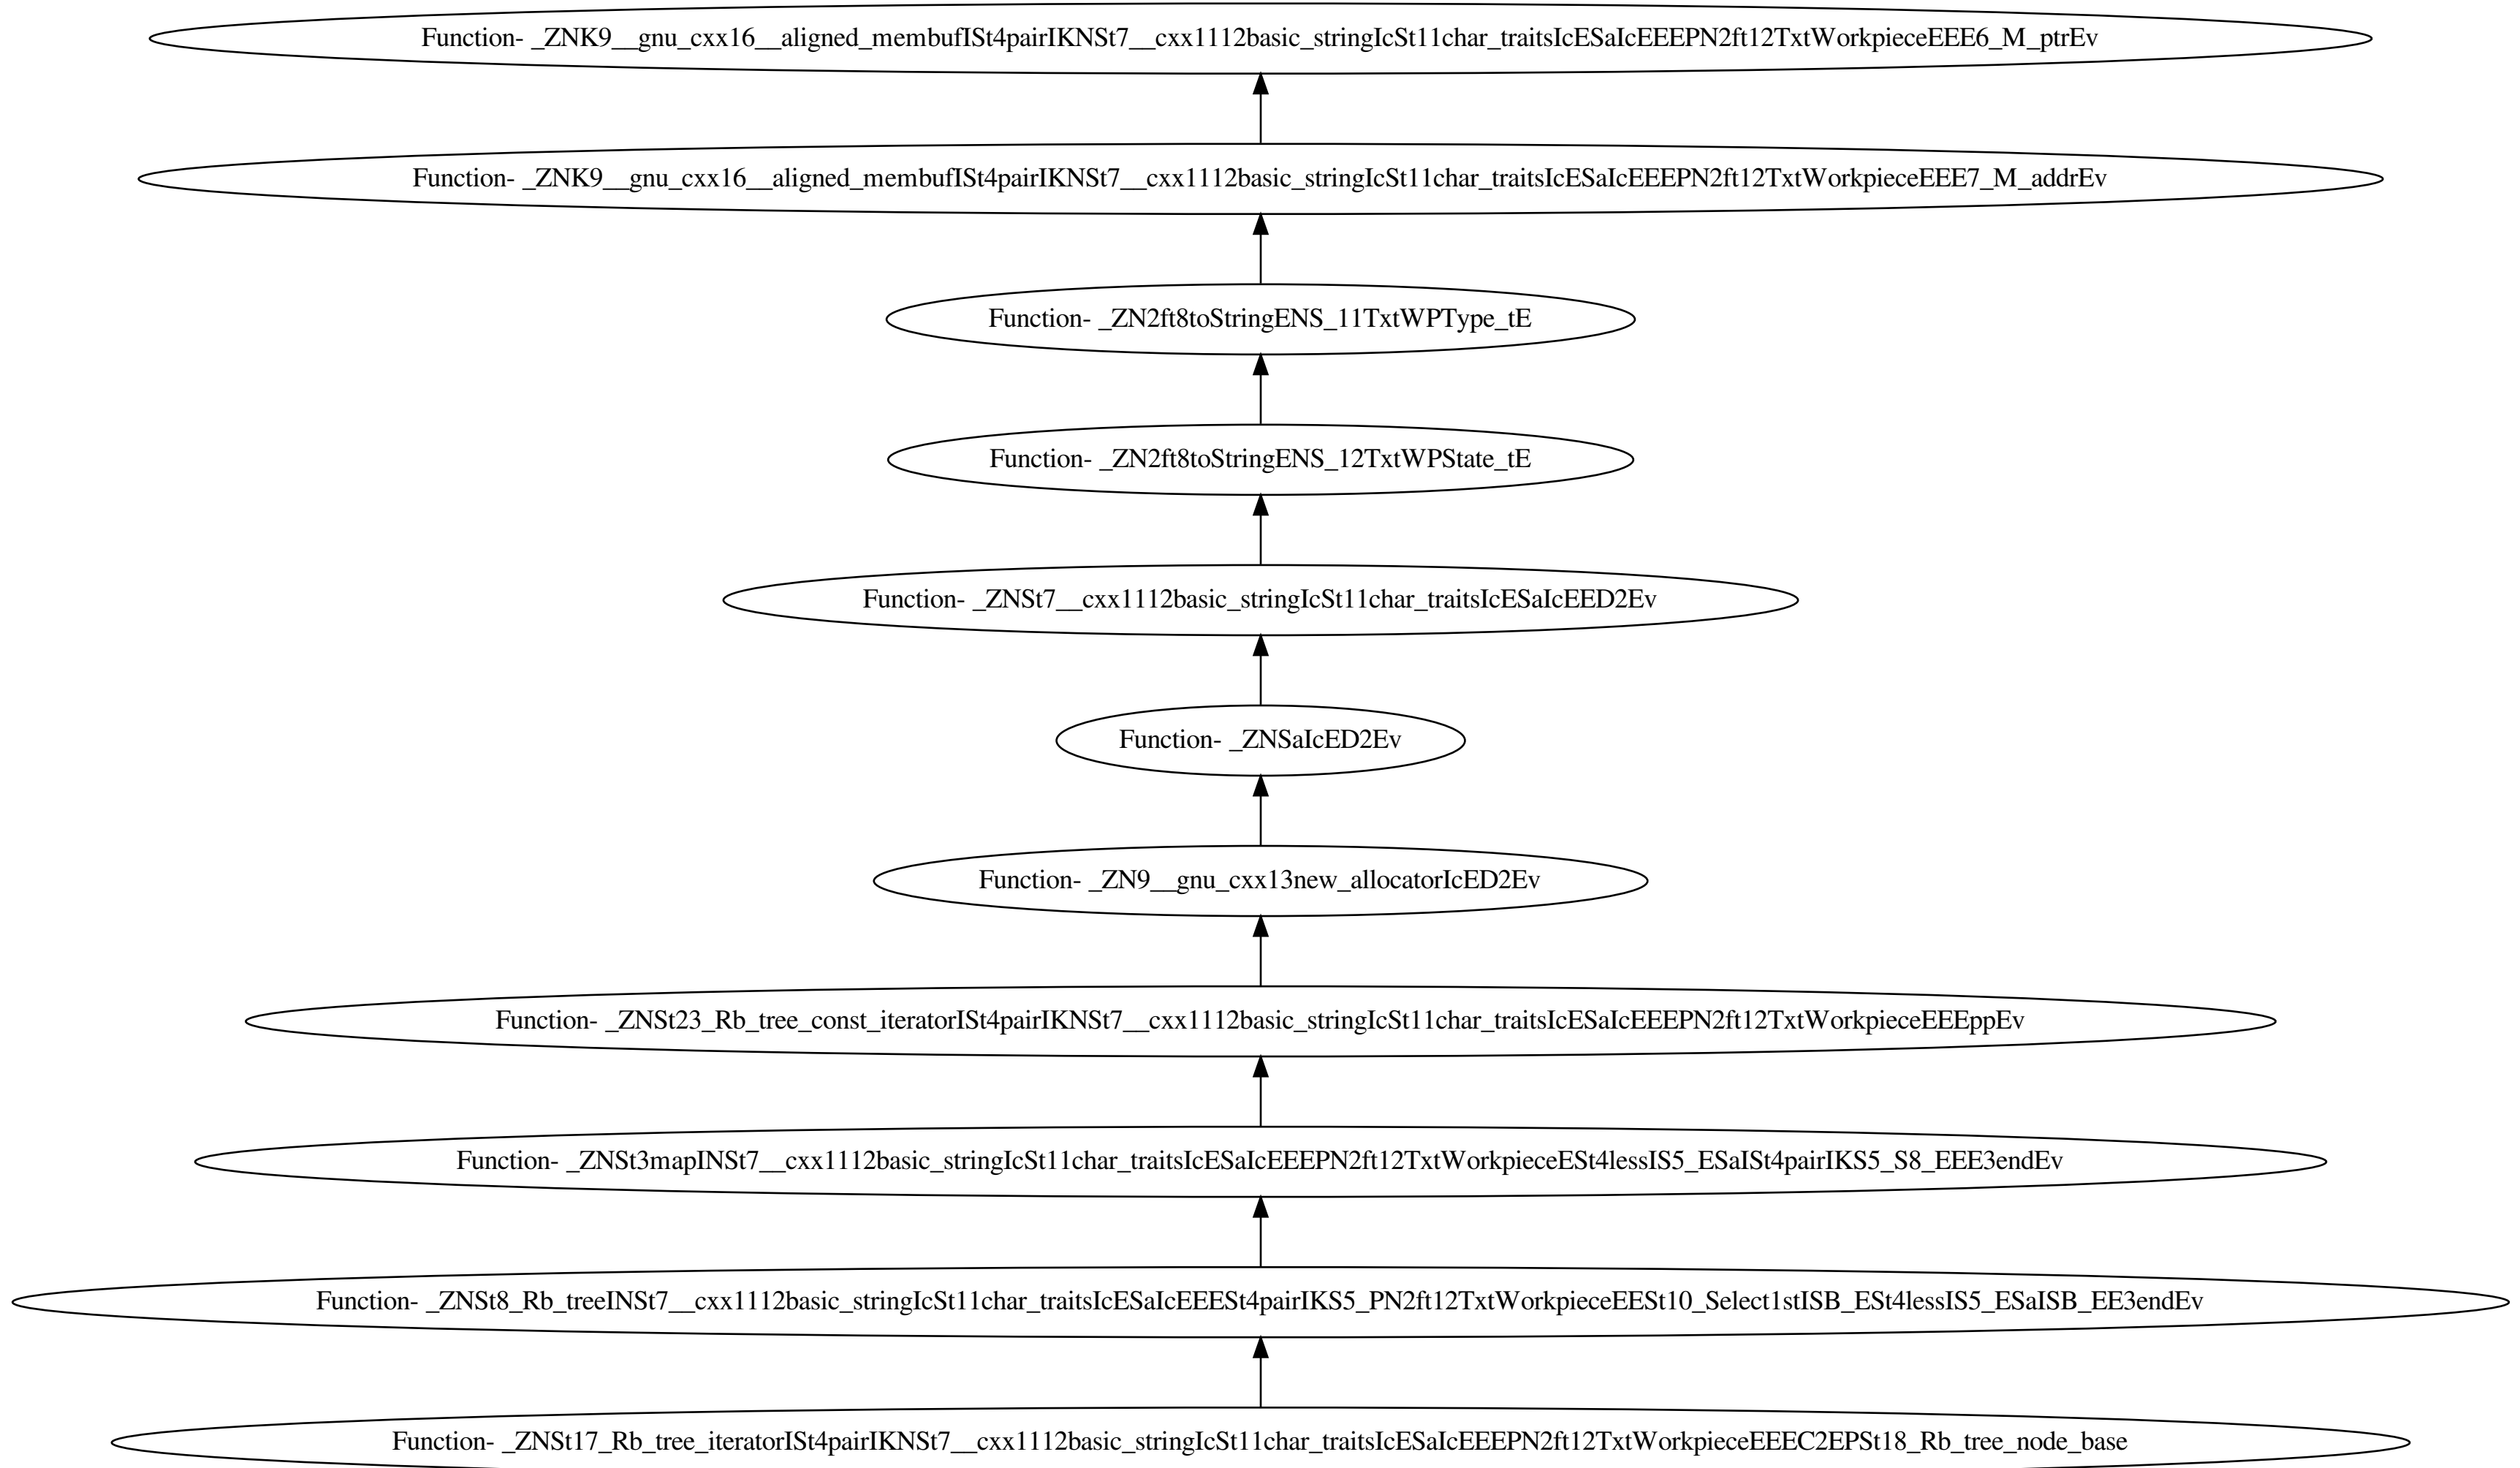 Function- _ZNK9__gnu_cxx16__aligned_membufISt4pairIKNSt7__cxx1112basic_stringIcSt11char_traitsIcESaIcEEEPN2ft12TxtWorkpieceEEE6_M_ptrEv
Function- _ZNK9__gnu_cxx16__aligned_membufISt4pairIKNSt7__cxx1112basic_stringIcSt11char_traitsIcESaIcEEEPN2ft12TxtWorkpieceEEE7_M_addrEv
Function- _ZN2ft8toStringENS_11TxtWPType_tE
Function- _ZN2ft8toStringENS_12TxtWPState_tE
Function- _ZNSt7__cxx1112basic_stringIcSt11char_traitsIcESaIcEED2Ev
Function- _ZNSaIcED2Ev
Function- _ZN9__gnu_cxx13new_allocatorIcED2Ev
Function- _ZNSt23_Rb_tree_const_iteratorISt4pairIKNSt7__cxx1112basic_stringIcSt11char_traitsIcESaIcEEEPN2ft12TxtWorkpieceEEEppEv
Function- _ZNSt3mapINSt7__cxx1112basic_stringIcSt11char_traitsIcESaIcEEEPN2ft12TxtWorkpieceESt4lessIS5_ESaISt4pairIKS5_S8_EEE3endEv
Function- _ZNSt8_Rb_treeINSt7__cxx1112basic_stringIcSt11char_traitsIcESaIcEEESt4pairIKS5_PN2ft12TxtWorkpieceEESt10_Select1stISB_ESt4lessIS5_ESaISB_EE3endEv
Function- _ZNSt17_Rb_tree_iteratorISt4pairIKNSt7__cxx1112basic_stringIcSt11char_traitsIcESaIcEEEPN2ft12TxtWorkpieceEEEC2EPSt18_Rb_tree_node_base